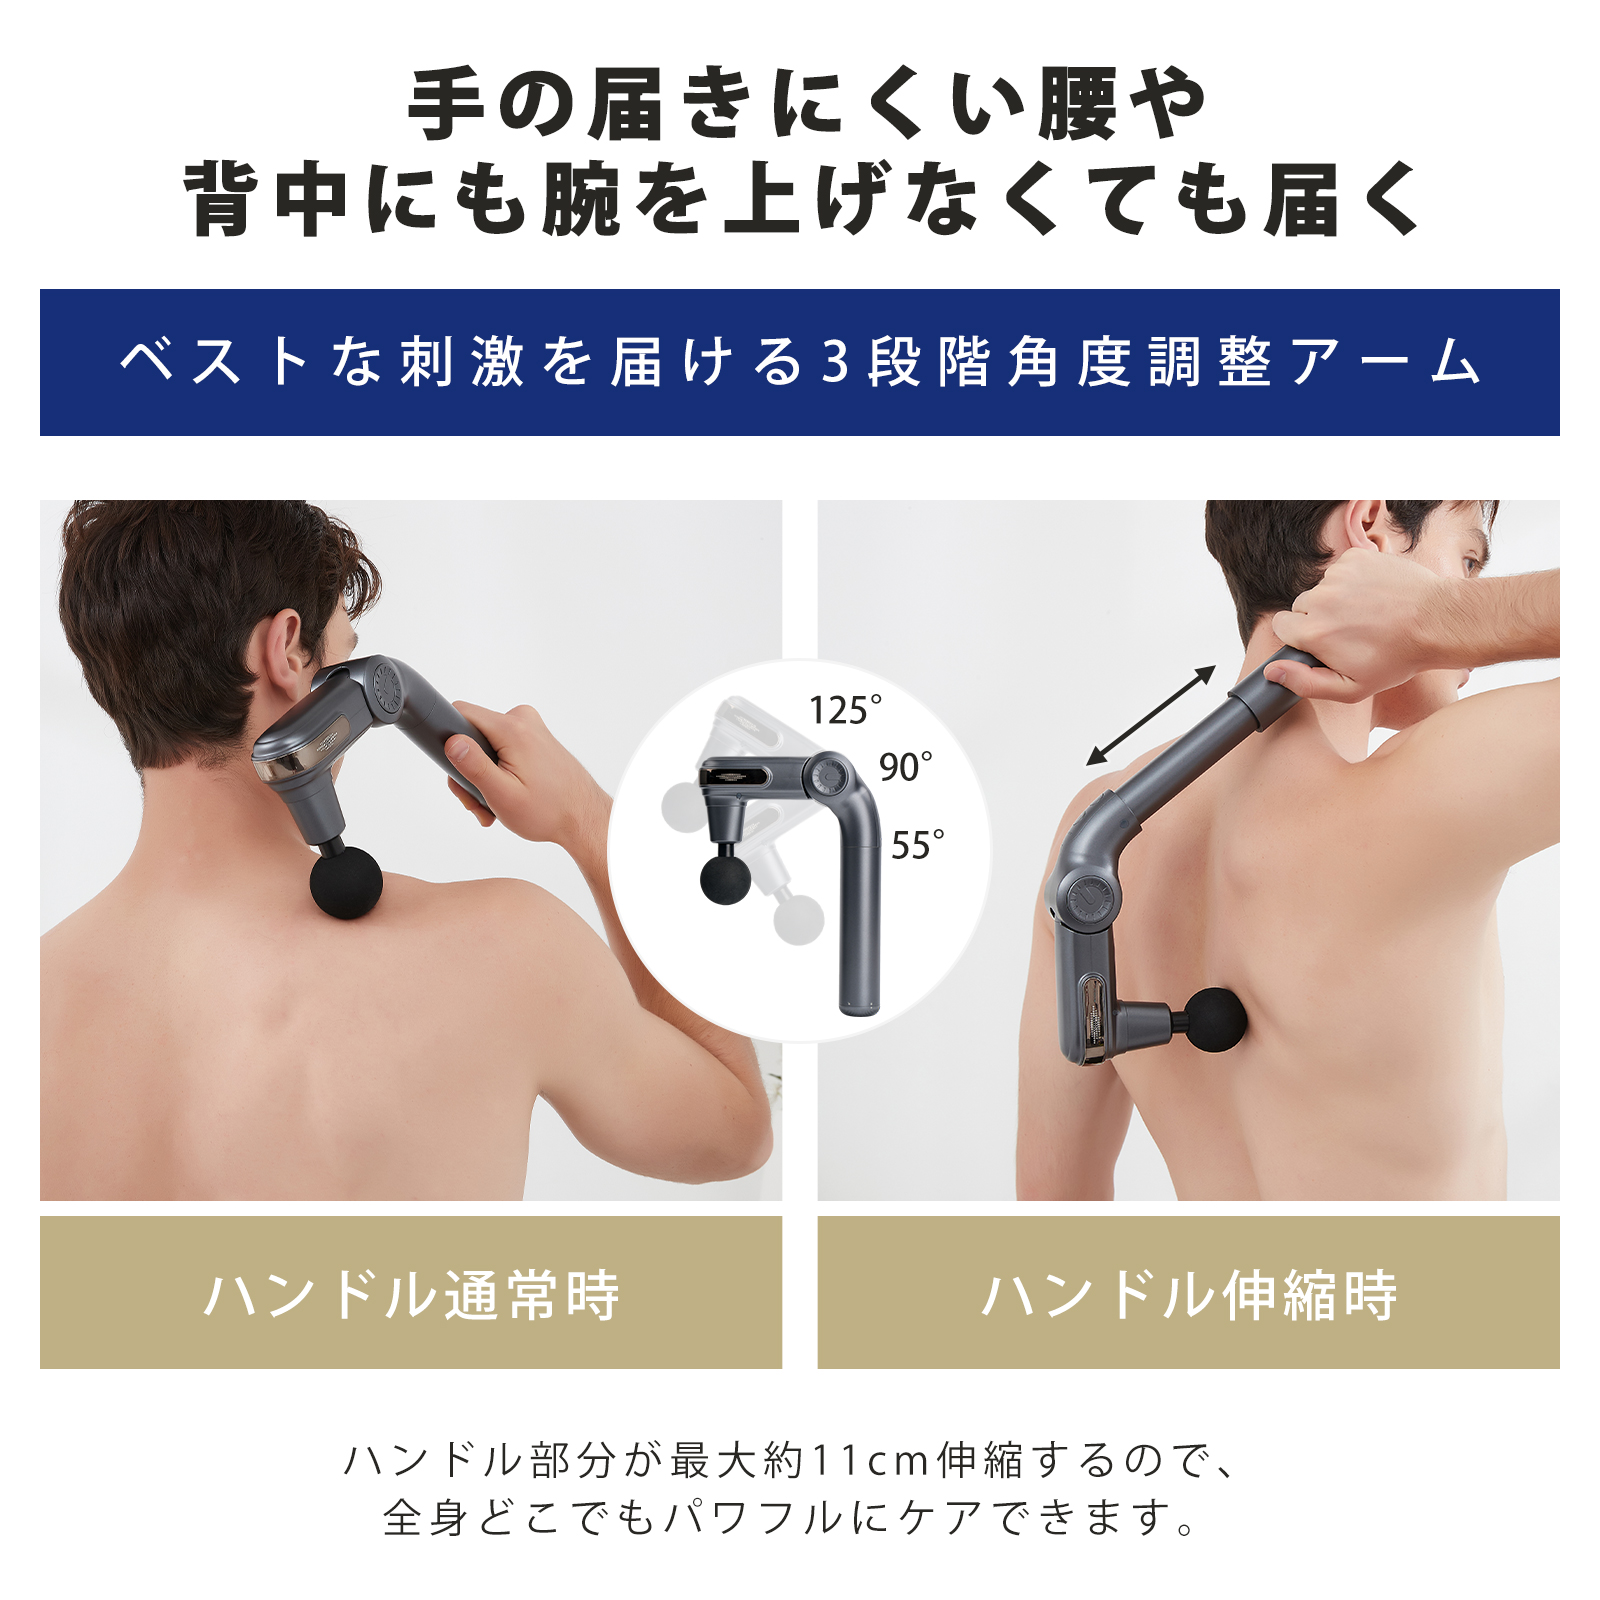 手の届きにくい腰や
背中にも腕を上げなくても届く
ベストな刺激を届ける3段階角度調整アーム
125°
90°
55°
ハンドル通常時
ハンドル伸縮時
ハンドル部分が最大約11cm伸縮するので、
全身どこでもパワフルにケアできます。